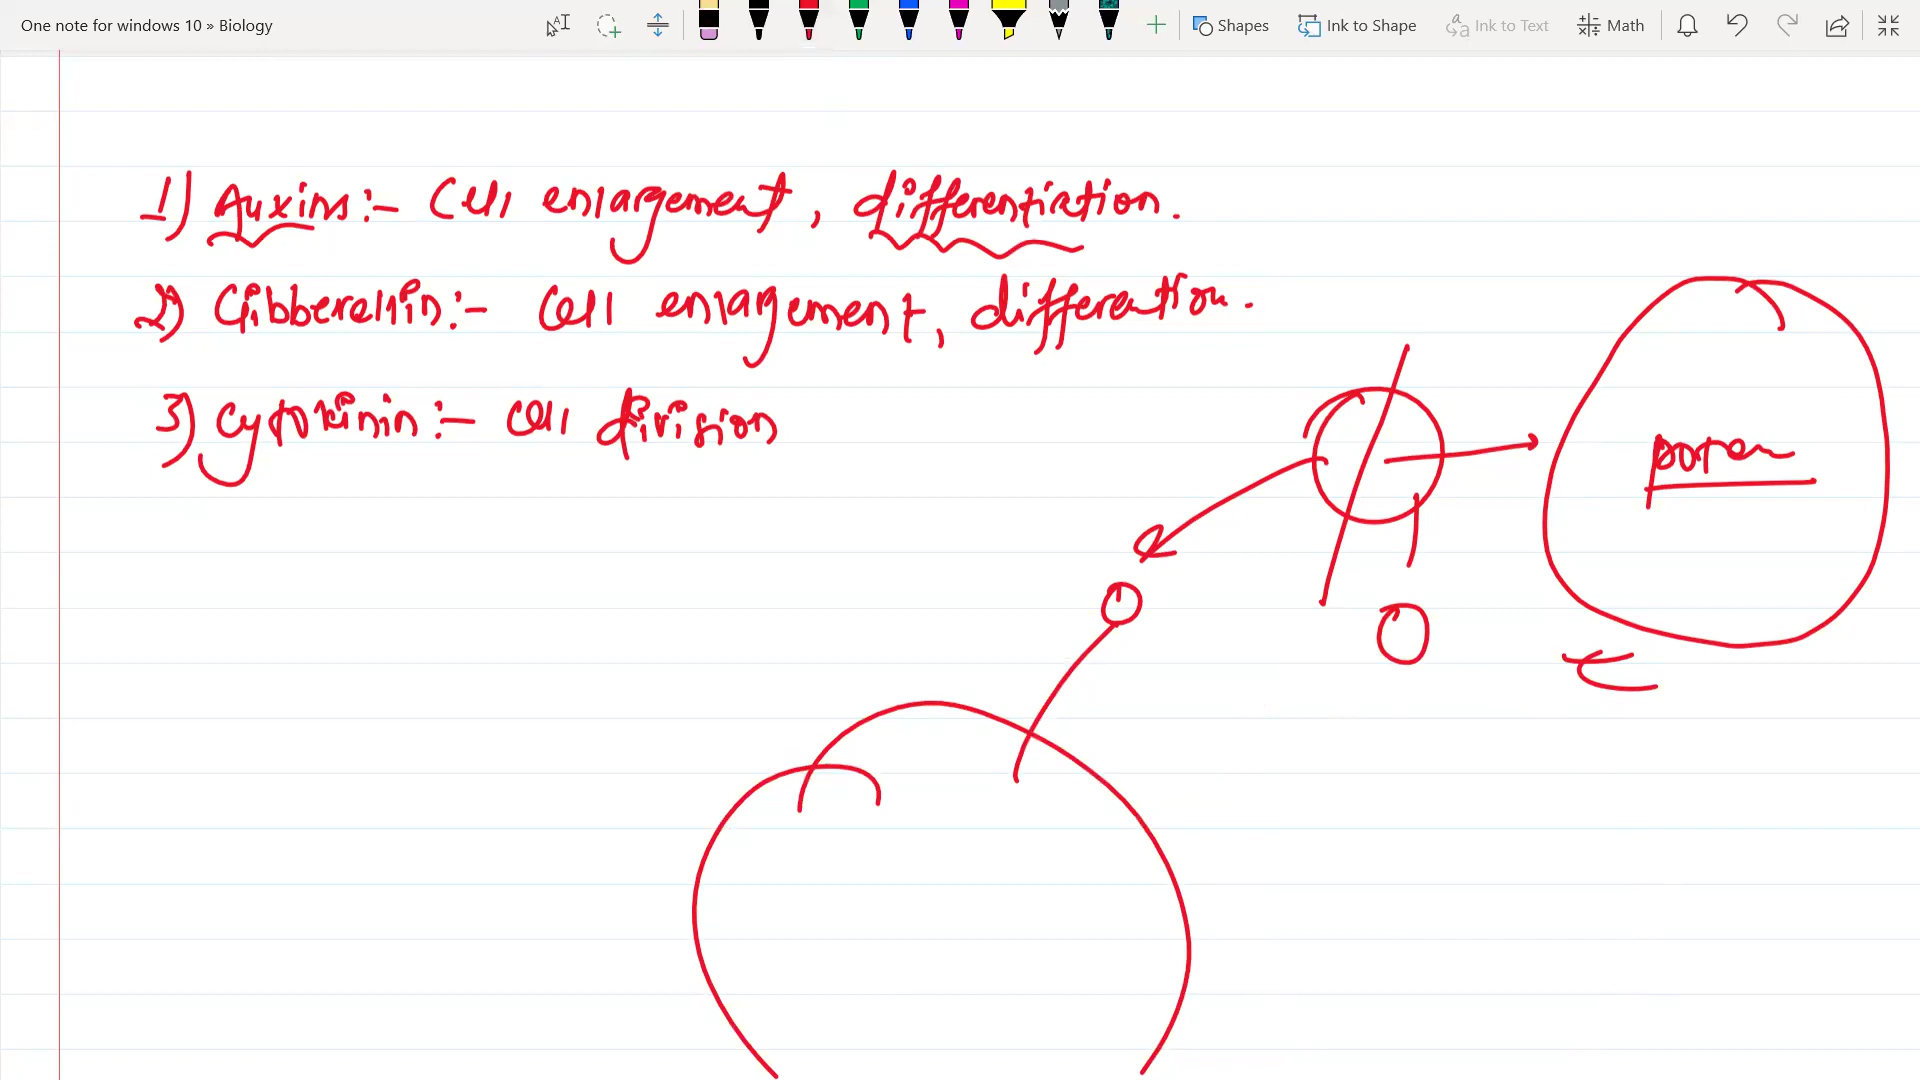 One note for windows 10 » Biology
Shapes
Ink to Shape
Ink to Text
Math
1) Auxins:- Cell enlargement, differentiation.
2) Gibberellin:- Cell enlargement, differention.
3) Cytokinin:- Cell division